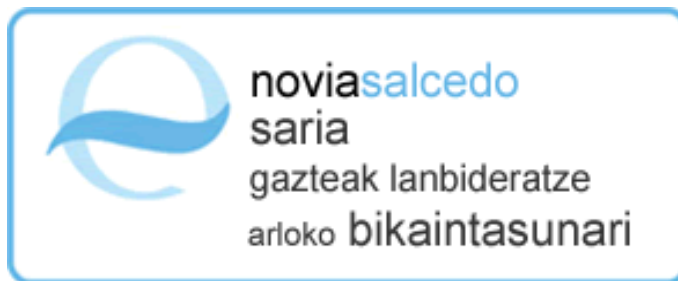 noviasalcedo
saria
gazteak lanbideratze
arloko bikaintasunari